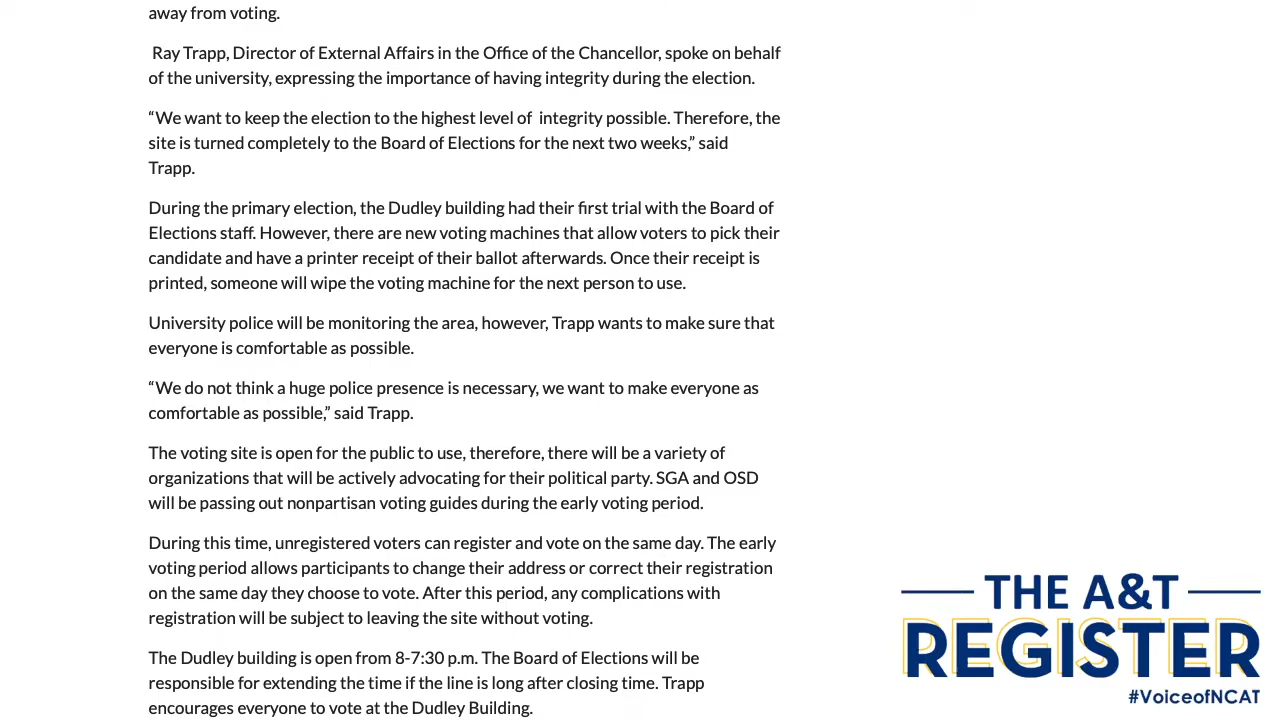 away from voting.
Ray Trapp, Director of External Affairs in the Office of the Chancellor, spoke on behalf
of the university, expressing the importance of having integrity during the election.
“We want to keep the election to the highest level of  integrity possible. Therefore, the
site is turned completely to the Board of Elections for the next two weeks,” said
Trapp.
During the primary election, the Dudley building had their first trial with the Board of
Elections staff. However, there are new voting machines that allow voters to pick their
candidate and have a printer receipt of their ballot afterwards. Once their receipt is
printed, someone will wipe the voting machine for the next person to use.
University police will be monitoring the area, however, Trapp wants to make sure that
everyone is comfortable as possible.
“We do not think a huge police presence is necessary, we want to make everyone as
comfortable as possible,” said Trapp.
The voting site is open for the public to use, therefore, there will be a variety of
organizations that will be actively advocating for their political party. SGA and OSD
will be passing out nonpartisan voting guides during the early voting period.
During this time, unregistered voters can register and vote on the same day. The early
voting period allows participants to change their address or correct their registration
on the same day they choose to vote. After this period, any complications with
registration will be subject to leaving the site without voting.
The Dudley building is open from 8-7:30 p.m. The Board of Elections will be
responsible for extending the time if the line is long after closing time. Trapp
encourages everyone to vote at the Dudley Building.
THE A&T
REGISTER
#VoiceofNCAT